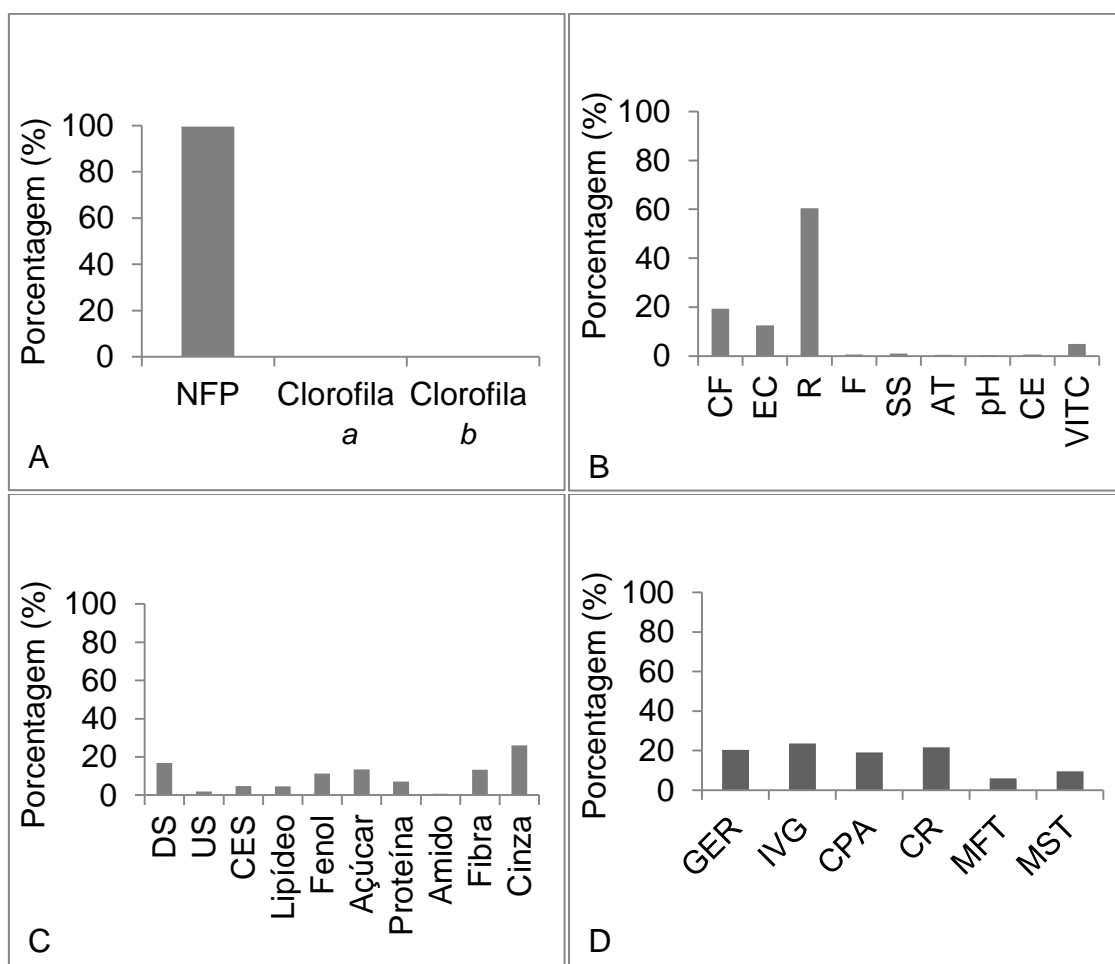 Porcentagem (%)
100
80
60
40
20
0
NFP
Clorofila
a
Clorofila
b
A
Porcentagem (%)
100
80
60
40
20
0
CF
EC
R
F
SS
AT
pH
CE
VITC
B
Porcentagem (%)
100
80
60
40
20
0
DS
US
CES
Lipídeo
Fenol
Açúcar
Proteína
Amido
Fibra
Cinza
C
Porcentagem (%)
100
80
60
40
20
0
GER
IVG
CPA
CR
MFT
MST
D